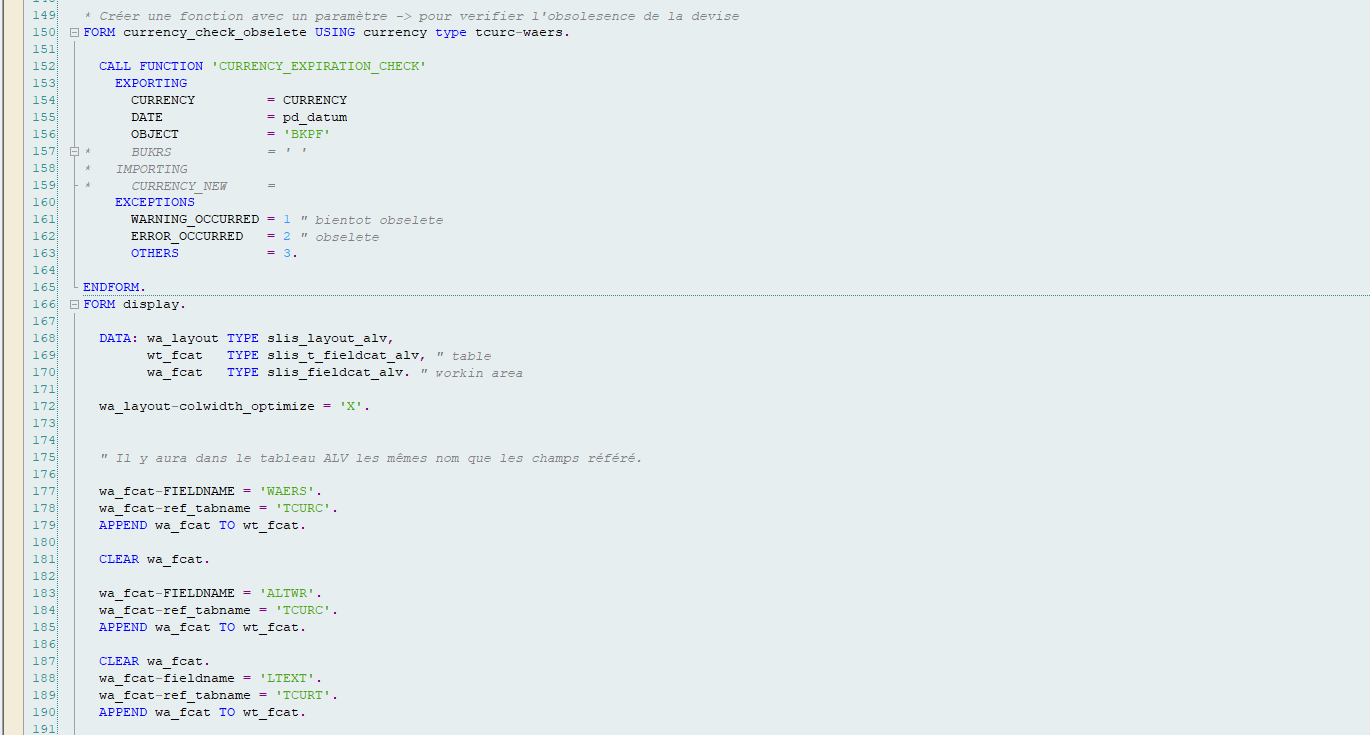 149 * Créer une fonction avec un paramètre -> pour verifier l'obsolesence de la devise
150 FORM currency_check_obselete USING currency type tcurc-waers.
151
152 CALL FUNCTION 'CURRENCY_EXPIRATION_CHECK'
153 EXPORTING
154 CURRENCY = CURRENCY
155 DATE = pd_datum
156 OBJECT = 'BKPF'
157 * BUKRS = ' '
158 * IMPORTING
159 * CURRENCY_NEW =
160 EXCEPTIONS
161 WARNING_OCCURRED = 1 " bientot obselete
162 ERROR_OCCURRED = 2 " obselete
163 OTHERS = 3.
164
165 ENDFORM.
166 FORM display.
167
168 DATA: wa_layout TYPE slis_layout_alv,
169 wt_fcat TYPE slis_t_fieldcat_alv, " table
170 wa_fcat TYPE slis_fieldcat_alv. " workin area
171
172 wa_layout-colwidth_optimize = 'X'.
173
174
175 " Il y aura dans le tableau ALV les mêmes nom que les champs référé.
176
177 wa_fcat-FIELDNAME = 'WAERS'.
178 wa_fcat-ref_tabname = 'TCURC'.
179 APPEND wa_fcat TO wt_fcat.
180
181 CLEAR wa_fcat.
182
183 wa_fcat-FIELDNAME = 'ALTWR'.
184 wa_fcat-ref_tabname = 'TCURC'.
185 APPEND wa_fcat TO wt_fcat.
186
187 CLEAR wa_fcat.
188 wa_fcat-fieldname = 'LTEXT'.
189 wa_fcat-ref_tabname = 'TCURT'.
190 APPEND wa_fcat TO wt_fcat.
191